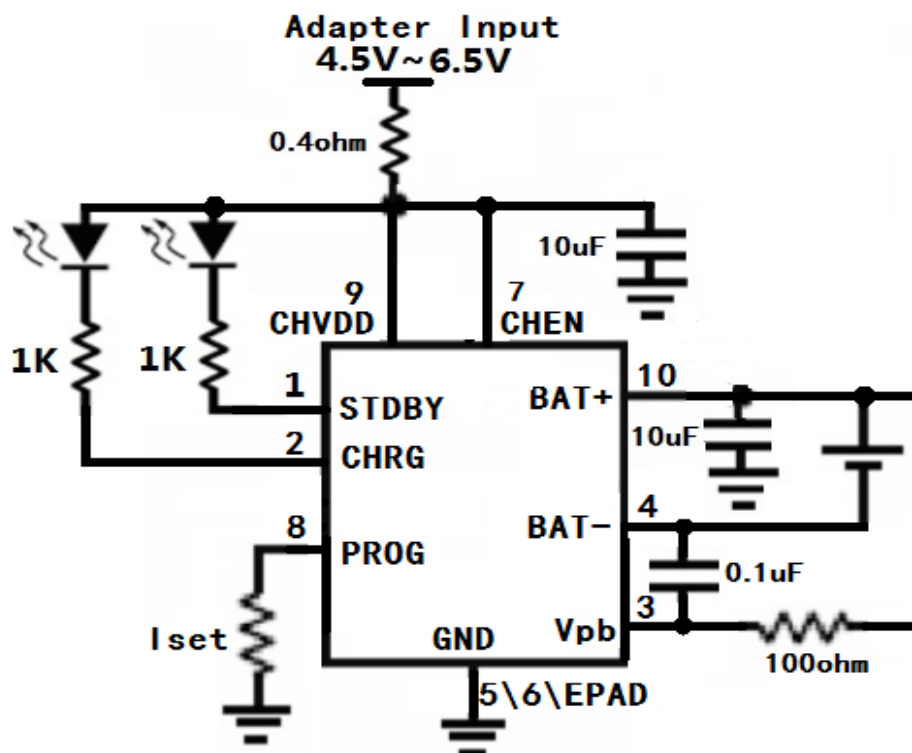 Adapter Input
4.5V~6.5V
0.4ohm
10uF
9
7
CHVDD
CHEN
1K
1K
1
STDBY
BAT+
10
2
CHRG
10uF
8
PROG
BAT-
4
0.1uF
Iset
GND
Vpb
3
100ohm
5\6\EPAD